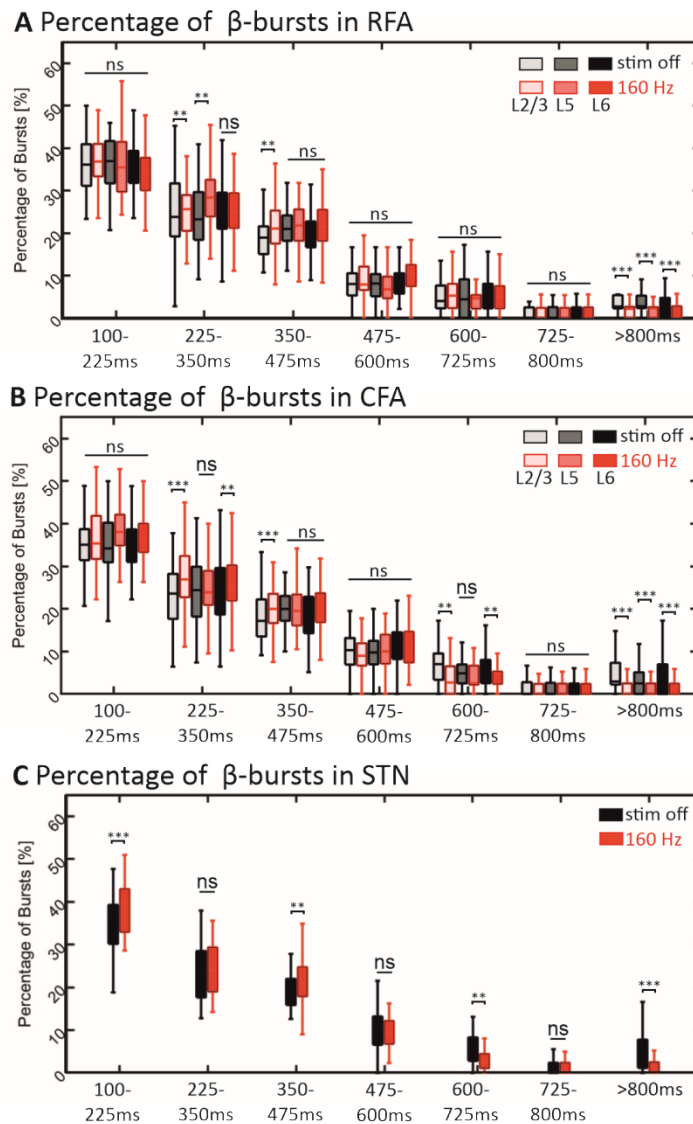 A Percentage of β-bursts in RFA
Percentage of Bursts [%]
60
50
40
30
20
10
0
ns
**
**
ns
**
ns
ns
ns
ns
***
***
***
stim off
160 Hz
L2/3 L5 L6
100-
225ms
225-
350ms
350-
475ms
475-
600ms
600-
725ms
725-
800ms
>800ms
B Percentage of β-bursts in CFA
Percentage of Bursts [%]
60
50
40
30
20
10
0
ns
***
ns
**
***
ns
ns
**
ns
**
ns
***
***
***
stim off
160 Hz
L2/3 L5 L6
100-
225ms
225-
350ms
350-
475ms
475-
600ms
600-
725ms
725-
800ms
>800ms
C Percentage of β-bursts in STN
Percentage of Bursts [%]
60
50
40
30
20
10
0
***
ns
**
ns
**
ns
***
stim off
160 Hz
100-
225ms
225-
350ms
350-
475ms
475-
600ms
600-
725ms
725-
800ms
>800ms